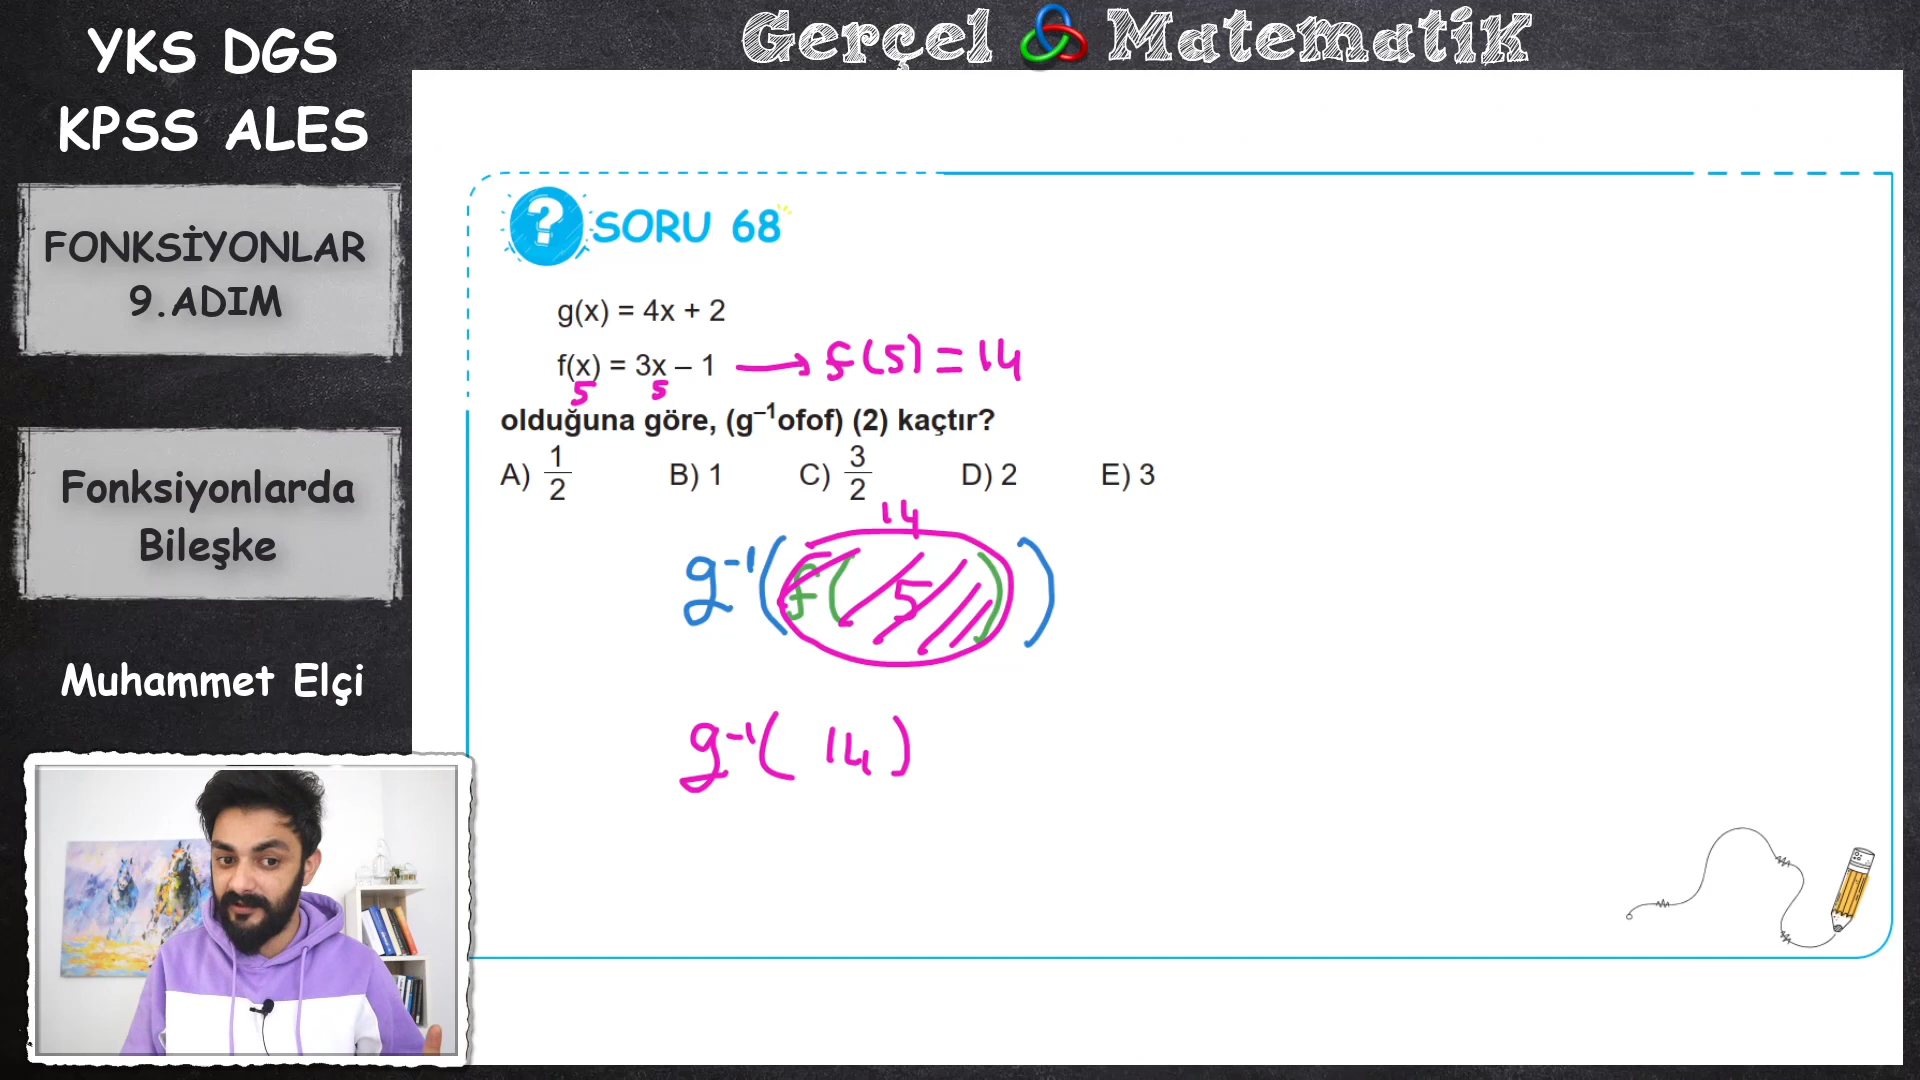 YKS DGS
KPSS ALES
Gerçel Matematik
FONKSİYONLAR
9.ADIM
Fonksiyonlarda
Bileşke
Muhammet Elçi
SORU 68
g(x) = 4x + 2
f(x) = 3x – 1 → f(5) = 14
5 5
olduğuna göre, (g⁻¹ofof) (2) kaçtır?
A) 1/2 B) 1 C) 3/2 D) 2 E) 3
14
g⁻¹(f(5))
g⁻¹(14)